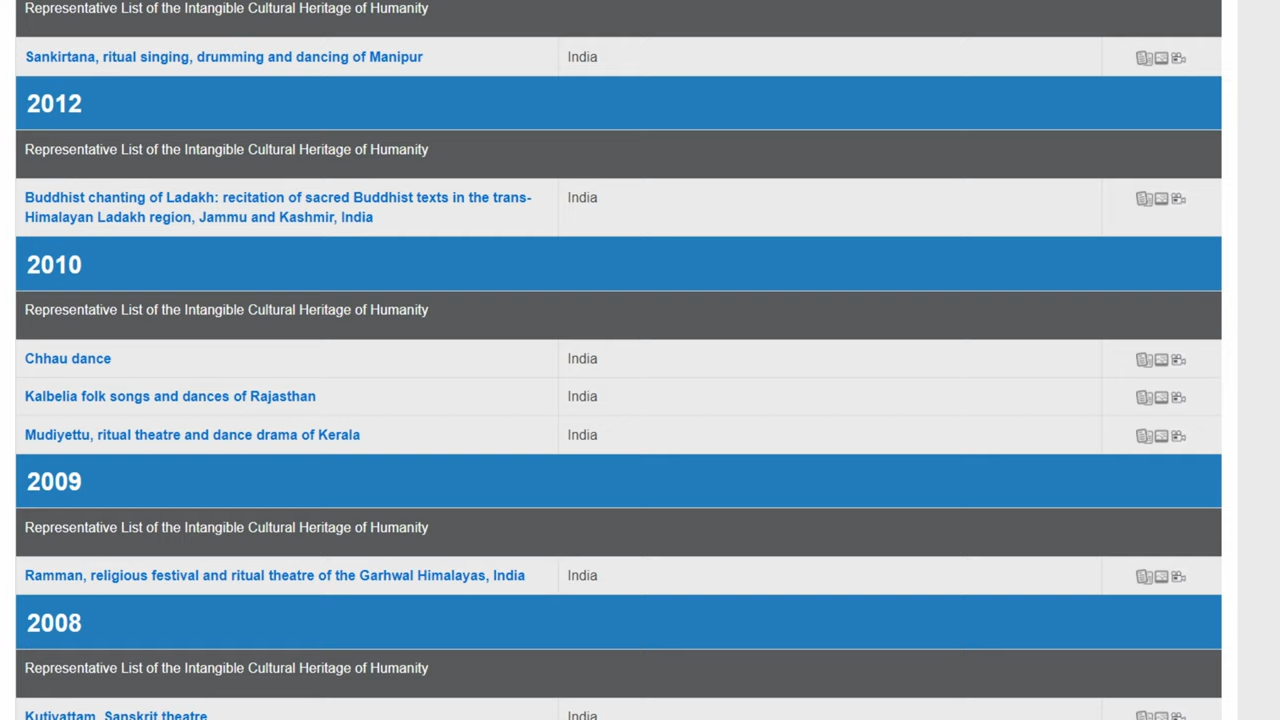 Representative List of the Intangible Cultural Heritage of Humanity
Sankirtana, ritual singing, drumming and dancing of Manipur India
2012
Representative List of the Intangible Cultural Heritage of Humanity
Buddhist chanting of Ladakh: recitation of sacred Buddhist texts in the trans- India
Himalayan Ladakh region, Jammu and Kashmir, India
2010
Representative List of the Intangible Cultural Heritage of Humanity
Chhau dance India
Kalbelia folk songs and dances of Rajasthan India
Mudiyettu, ritual theatre and dance drama of Kerala India
2009
Representative List of the Intangible Cultural Heritage of Humanity
Ramman, religious festival and ritual theatre of the Garhwal Himalayas, India India
2008
Representative List of the Intangible Cultural Heritage of Humanity
Kutiyattam, Sanskrit theatre India